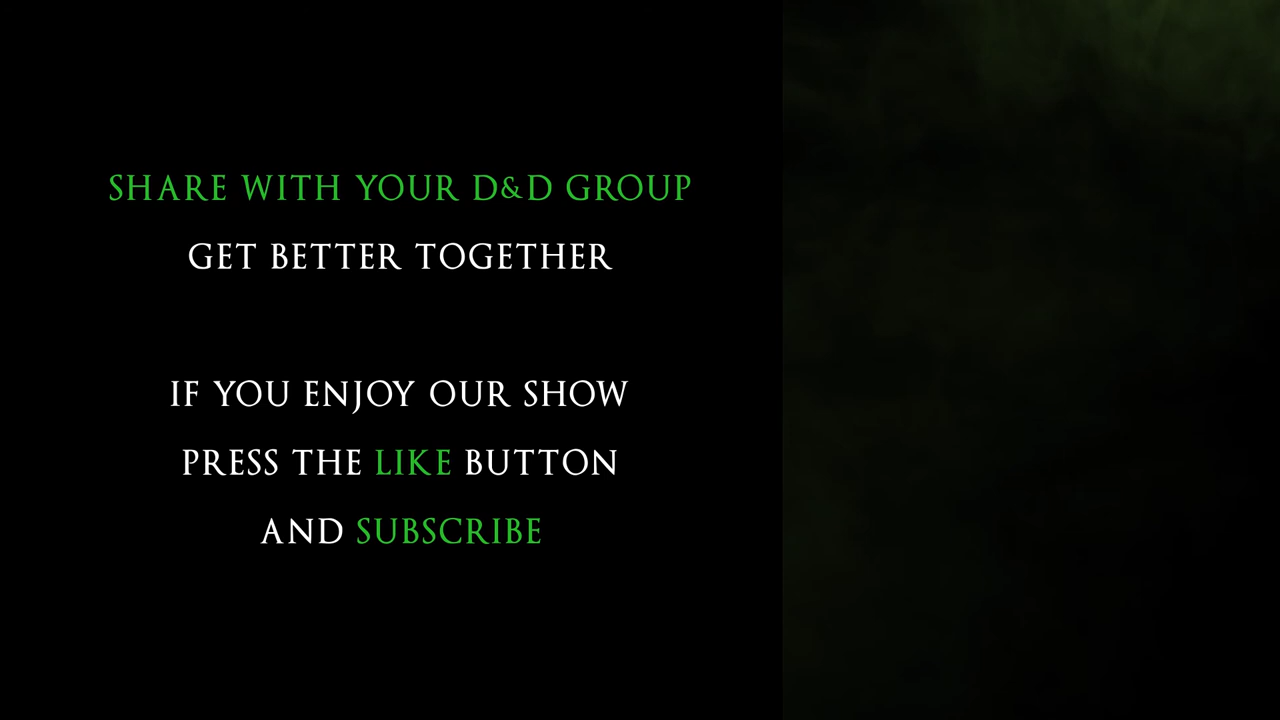 SHARE WITH YOUR D&D GROUP
GET BETTER TOGETHER
IF YOU ENJOY OUR SHOW
PRESS THE LIKE BUTTON
AND SUBSCRIBE